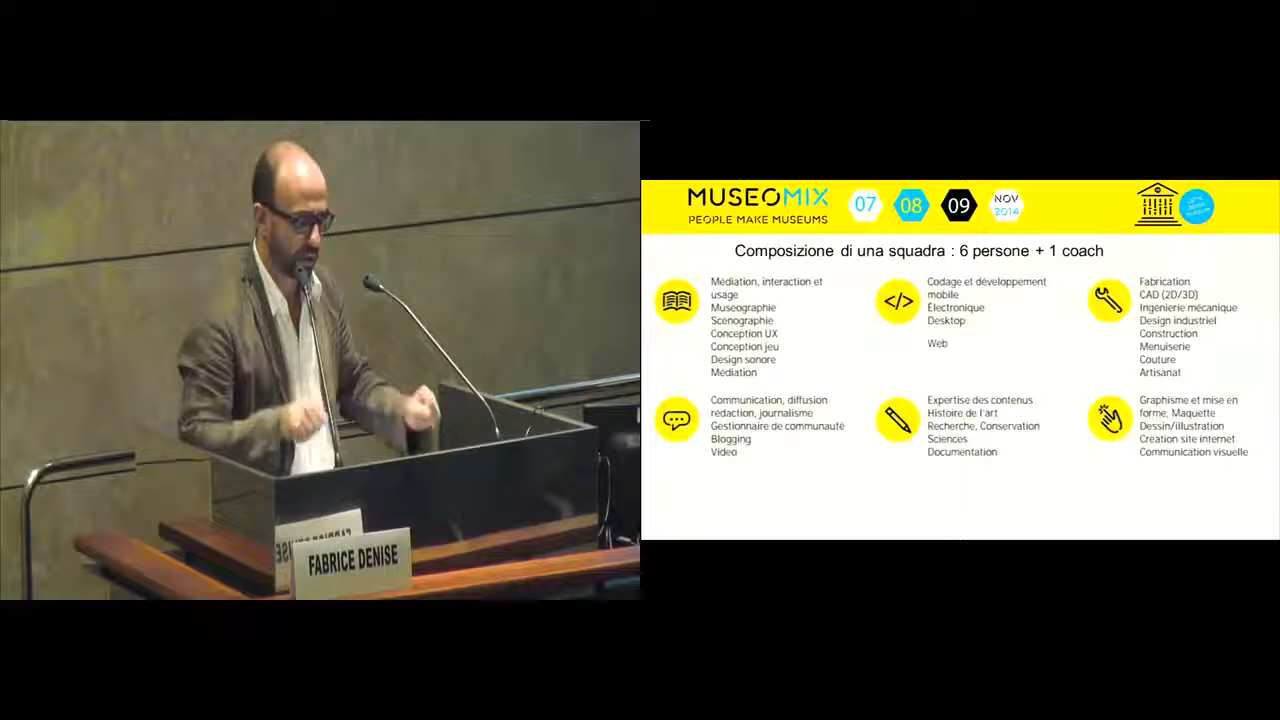 FABRICE DENISE
MUSEOMIX
PEOPLE MAKE MUSEUMS
07
08
09
NOV
2014
Composizione di una squadra : 6 persone + 1 coach
Médiation, interaction et
usage
Museographie
Scénographie
Conception UX
Conception jeu
Design sonore
Médiation
Codage et développement
mobile
Électronique
Desktop
Web
Fabrication
CAD (2D/3D)
Ingénierie mécanique
Design industriel
Construction
Menuiserie
Couture
Artisanat
Communication, diffusion
rédaction, journalisme
Gestionnaire de communauté
Blogging
Video
Expertise des contenus
Histoire de l'art
Recherche, Conservation
Sciences
Documentation
Graphisme et mise en
forme, Maquette
Dessin/illustration
Création site internet
Communication visuelle